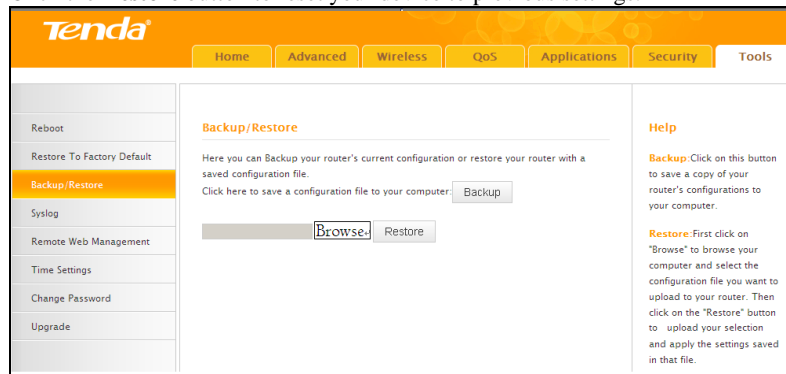 Tenda®
Home Advanced Wireless QoS Applications Security Tools
Reboot
Restore To Factory Default
Backup/Restore
Syslog
Remote Web Management
Time Settings
Change Password
Upgrade
Backup/Restore
Here you can Backup your router's current configuration or restore your router with a
saved configuration file.
Click here to save a configuration file to your computer: Backup
Browse Restore
Help
Backup:Click on this button
to save a copy of your
router's configurations to
your computer.
Restore:First click on
"Browse" to browse your
computer and select the
configuration file you want to
upload to your router. Then
click on the "Restore" button
to upload your selection
and apply the settings saved
in that file.